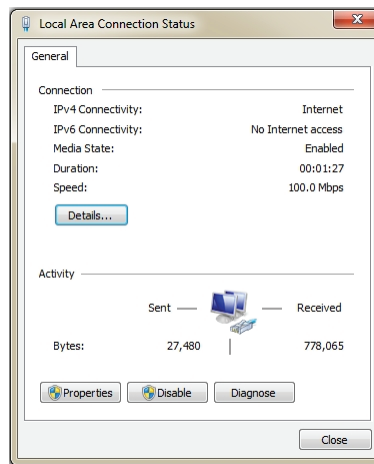 Local Area Connection Status
General
Connection
IPv4 Connectivity: Internet
IPv6 Connectivity: No Internet access
Media State: Enabled
Duration: 00:01:27
Speed: 100.0 Mbps
Details...
Activity
Sent Received
Bytes: 27,480 778,065
Properties Disable Diagnose
Close